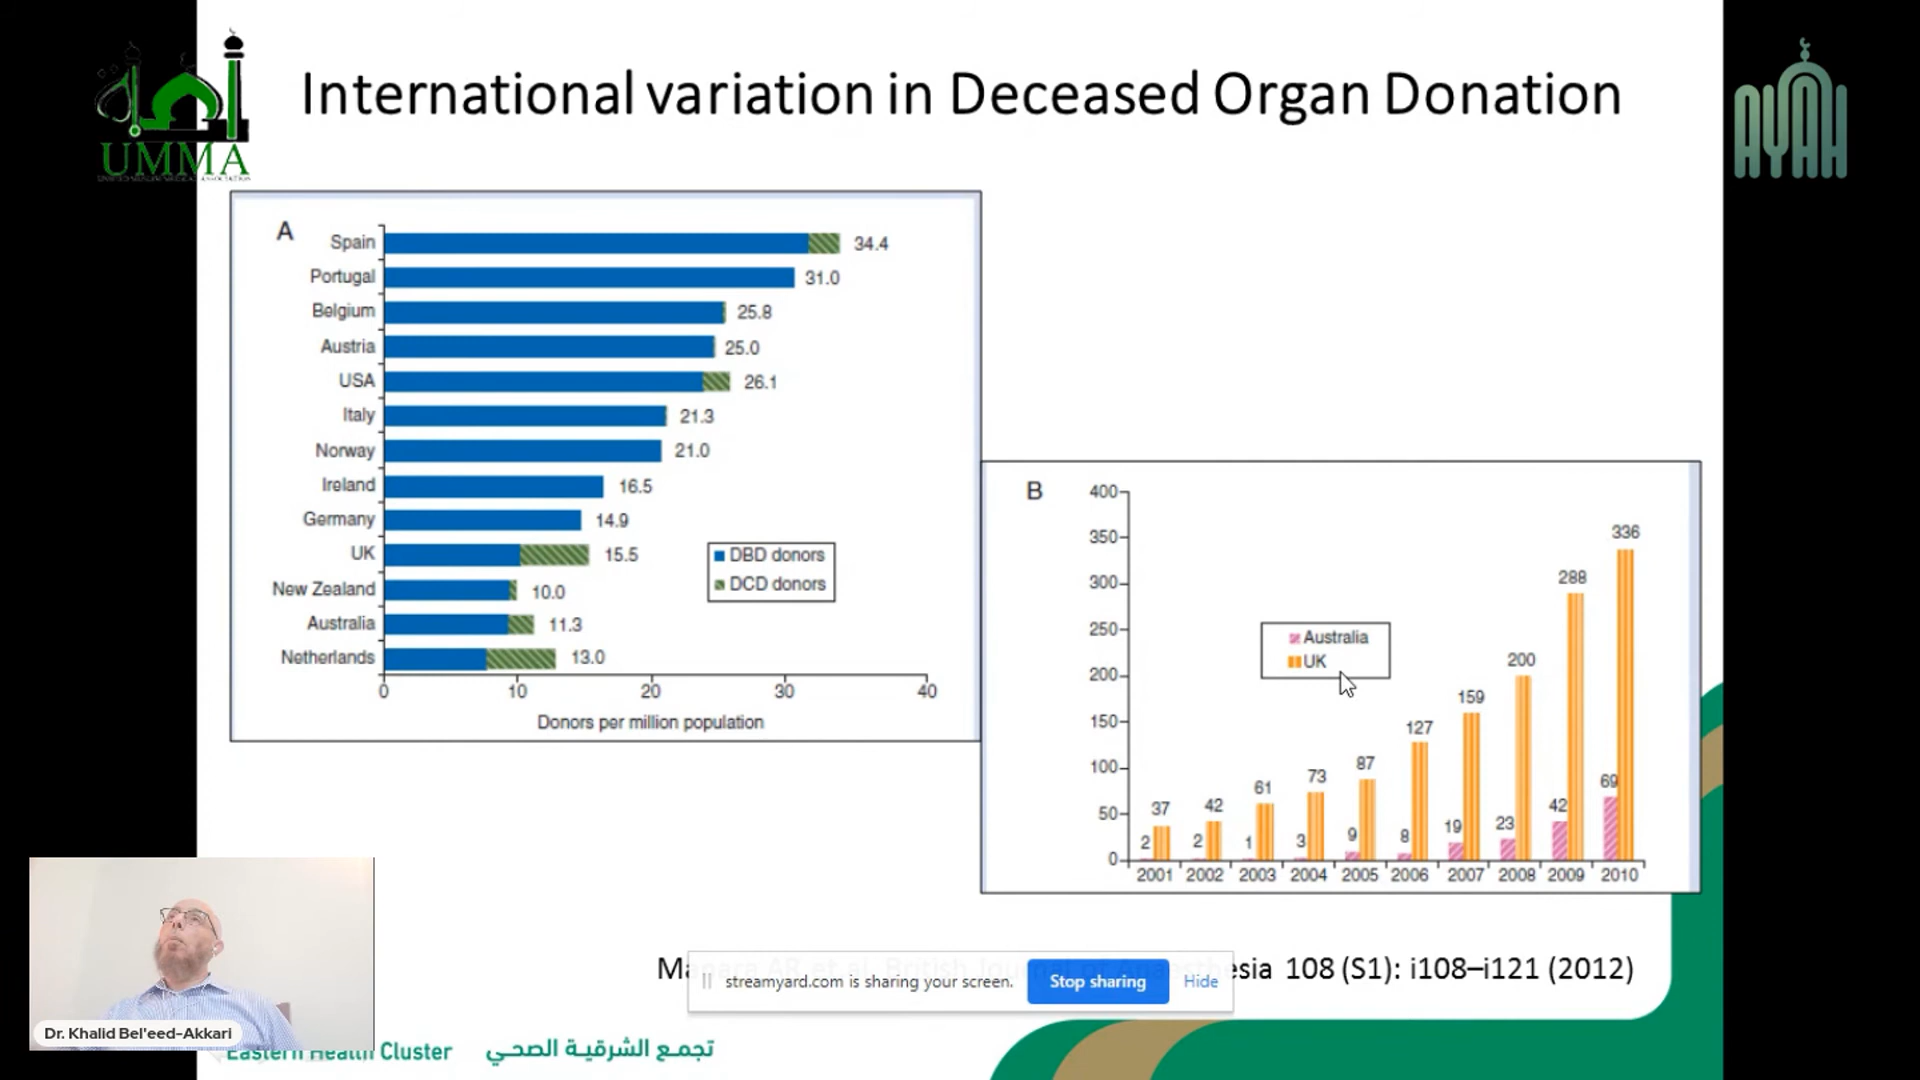 UMMA
International variation in Deceased Organ Donation
AYAH
A
Spain 34.4
Portugal 31.0
Belgium 25.8
Austria 25.0
USA 26.1
Italy 21.3
Norway 21.0
Ireland 16.5
Germany 14.9
UK 15.5
New Zealand 10.0
Australia 11.3
Netherlands 13.0
DBD donors
DCD donors
0 10 20 30 40
Donors per million population
B
400
350
300
250
200
150
100
50
0
Australia
UK
2 37
2 42
1 61
3 73
9 87
8 127
19 159
23 200
42 288
69 336
2001 2002 2003 2004 2005 2006 2007 2008 2009 2010
108 (S1): i108–i121 (2012)
streamyard.com is sharing your screen. Stop sharing Hide
Dr. Khalid Bel'eed-Akkari
Eastern Health Cluster تجمع الشرقية الصحي